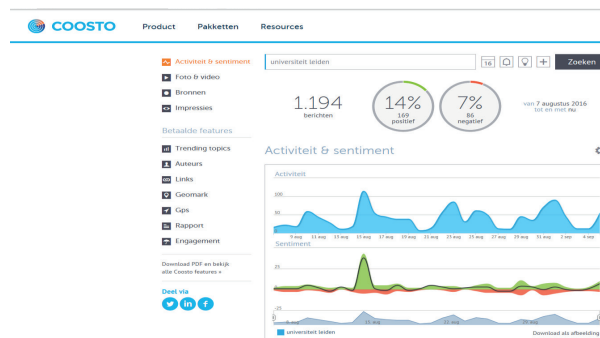 COOSTO Product Pakketten Resources
Activiteit & sentiment
Foto & video
Bronnen
Impressies
Betaalde features
Trending topics
Auteurs
Links
Geomark
Gps
Rapport
Engagement
Download PDF en bekijk
alle Coosto features »
Deel via
universiteit leiden 16 Zoeken
1.194
berichten
14%
169
positief
7%
86
negatief
van 7 augustus 2016
tot en met nu
Activiteit & sentiment
Activiteit
100
50
9 aug 11 aug 13 aug 15 aug 17 aug 19 aug 21 aug 23 aug 25 aug 27 aug 29 aug 31 aug 2 sep 4 sep
Sentiment
25
-25
15 aug 22 aug
universiteit leiden Download als afbeelding